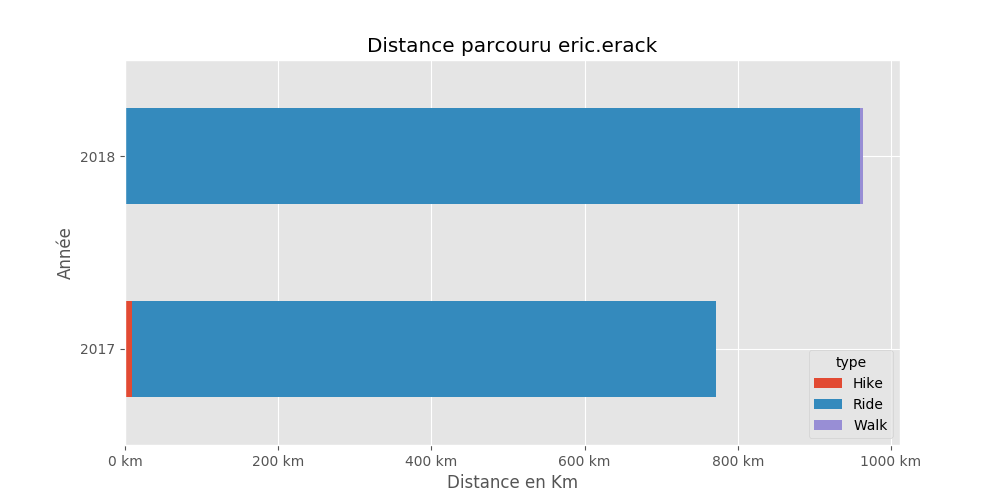 Distance parcouru eric.erack
2018
Année
2017
type
Hike
Ride
Walk
0 km 200 km 400 km 600 km 800 km 1000 km
Distance en Km